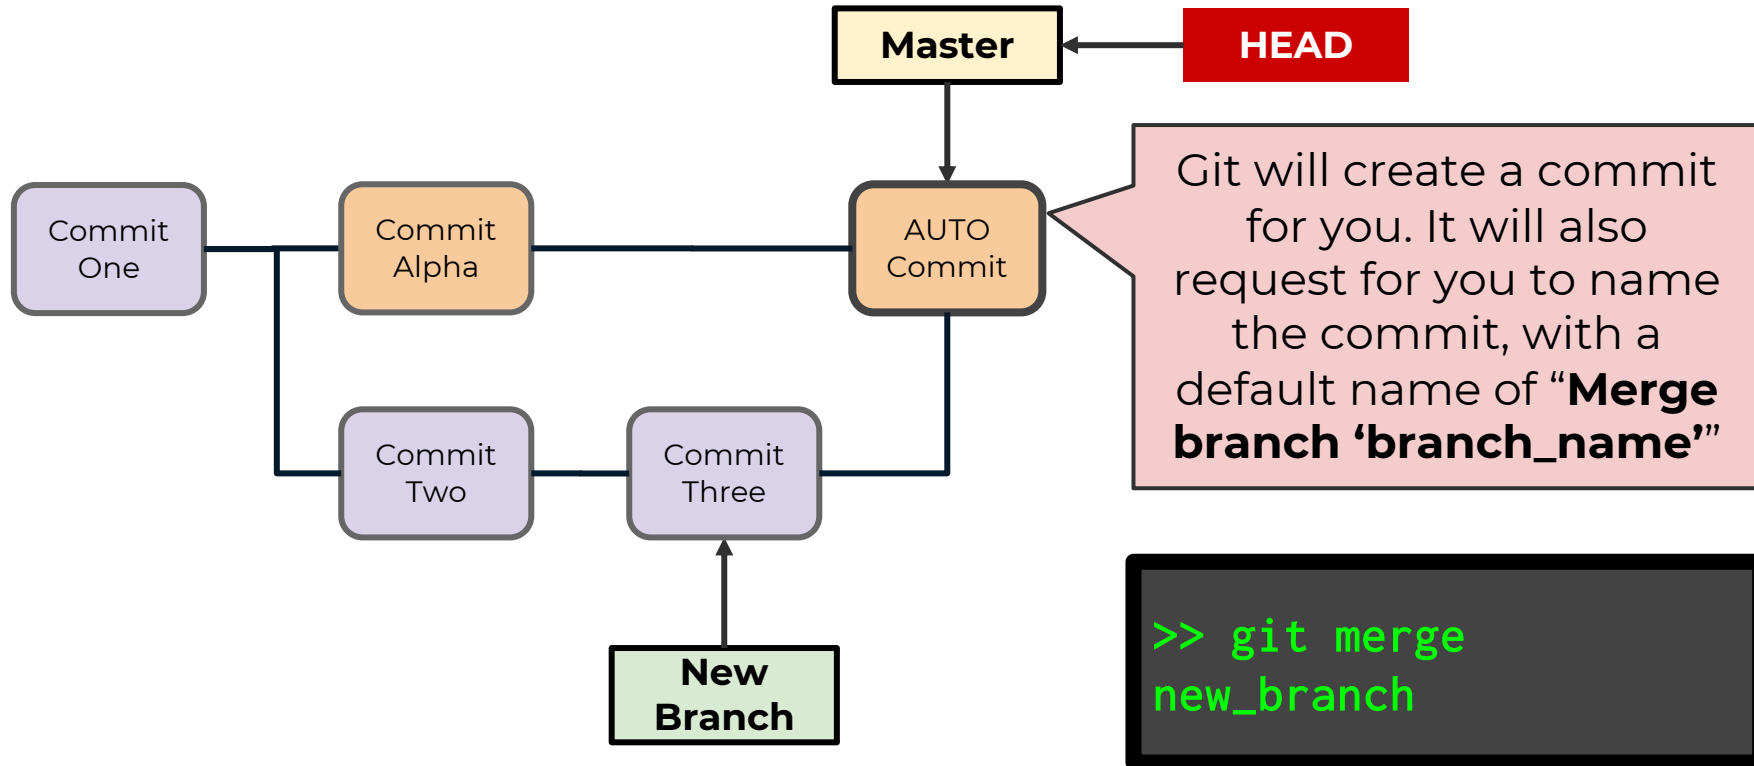 Master
HEAD
Commit
One
Commit
Alpha
AUTO
Commit
Git will create a commit
for you. It will also
request for you to name
the commit, with a
default name of “Merge
branch ‘branch_name’”
Commit
Two
Commit
Three
New
Branch
>> git merge
new_branch